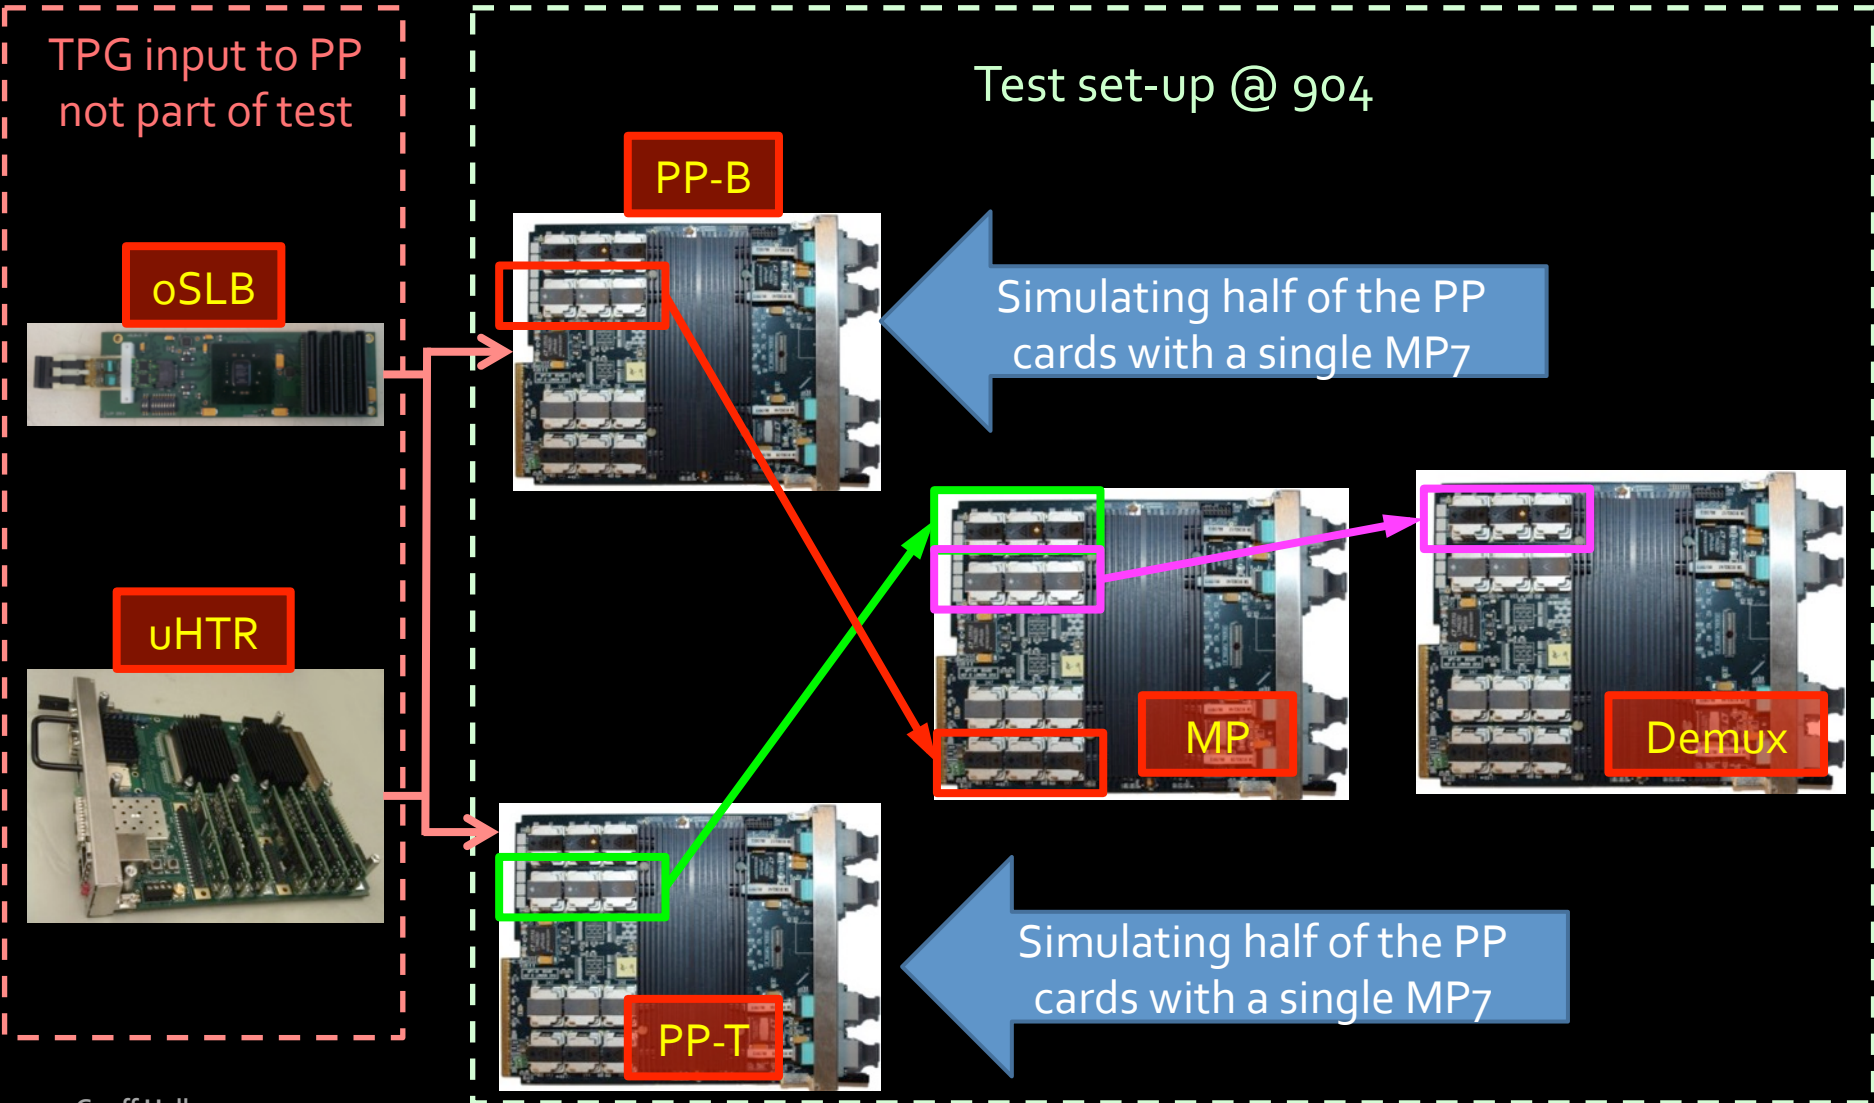 TPG input to PP
not part of test
Test set-up @ 904
PP-B
oSLB
Simulating half of the PP
cards with a single MP7
uHTR
MP
Demux
Simulating half of the PP
cards with a single MP7
PP-T